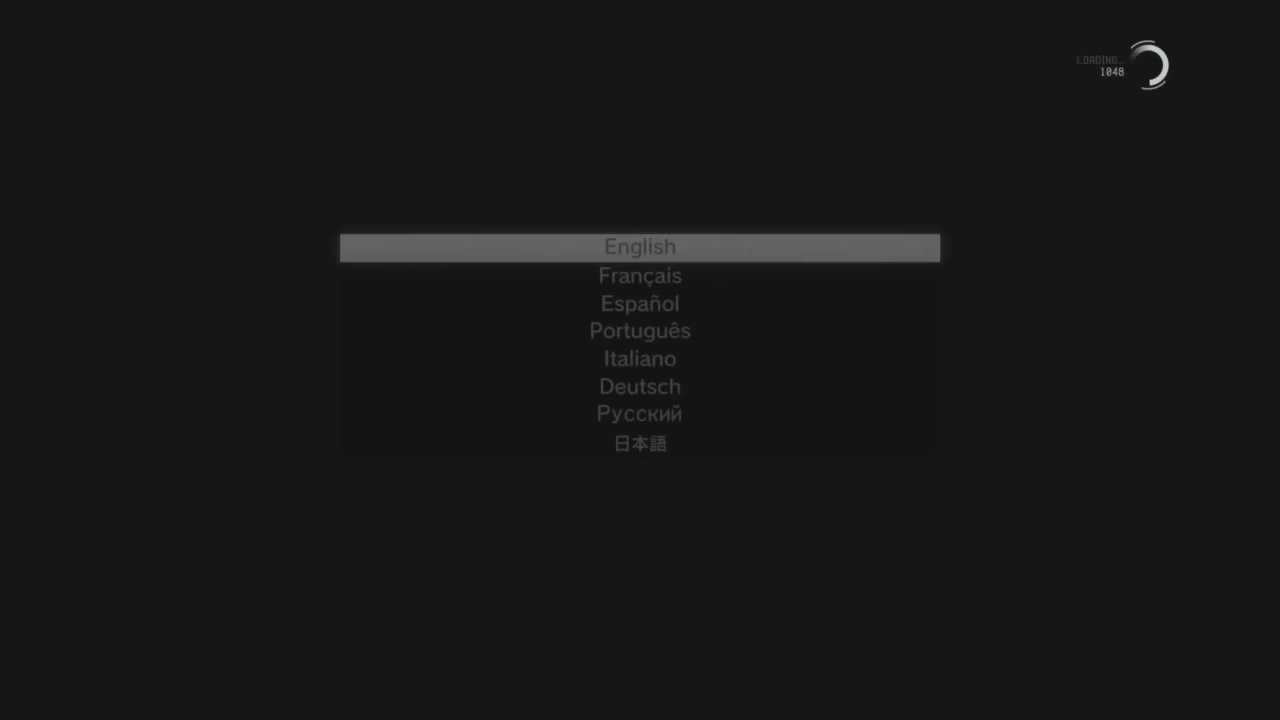 LOADING...
1048
English
Français
Español
Português
Italiano
Deutsch
Русский
日本語